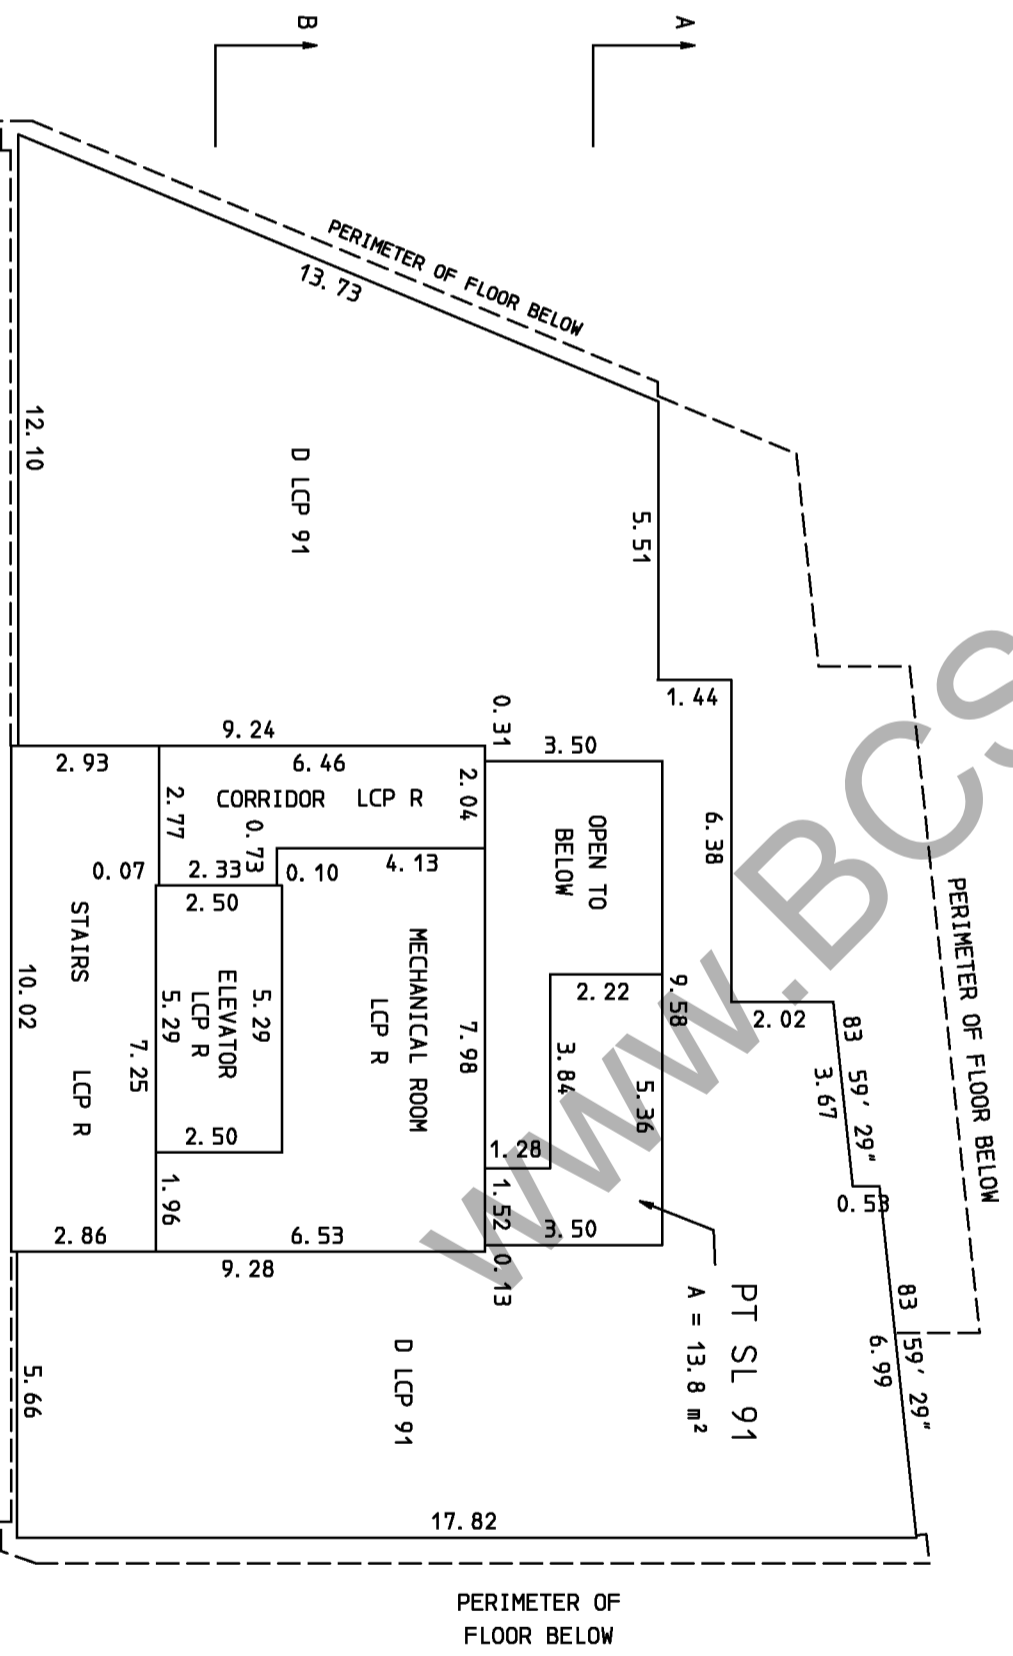 B
A
PERIMETER OF FLOOR BELOW
13.73
12.10
D LCP 91
5.51
1.44
9.24
0.31
3.50
2.93
6.46
2.04
6.38
CORRIDOR LCP R
2.77
0.73
OPEN TO
BELOW
0.07
2.33
0.10
4.13
2.50
STAIRS
LCP R
10.02
7.25
ELEVATOR
LCP R
5.29
5.29
2.50
MECHANICAL ROOM
LCP R
7.98
2.22
9.58
2.02
83 59' 29"
3.67
3.84
5.36
PERIMETER OF FLOOR BELOW
1.28
1.96
1.52
0.53
2.86
6.53
3.50
9.28
0.13
PT SL 91
A = 13.8 m²
83 59' 29"
6.99
5.66
D LCP 91
17.82
PERIMETER OF
FLOOR BELOW
www.BCS